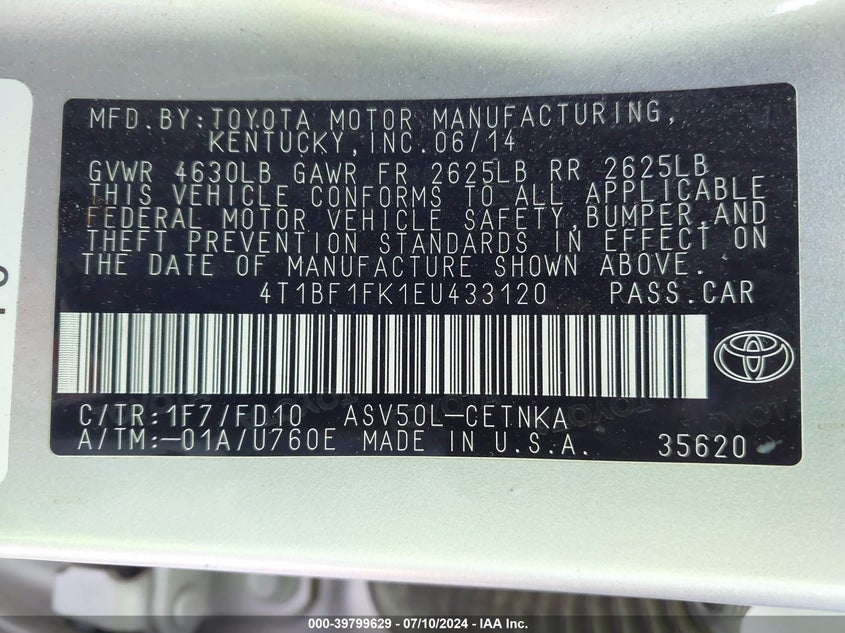 MFD.BY:TOYOTA MOTOR MANUFACTURING,
KENTUCKY,INC.06/14
GVWR 4630LB GAWR FR 2625LB RR 2625LB
THIS VEHICLE CONFORMS TO ALL APPLICABLE
FEDERAL MOTOR VEHICLE SAFETY,BUMPER,AND
THEFT PREVENTION STANDARDS IN EFFECT ON
THE DATE OF MANUFACTURE SHOWN ABOVE.
4T1BF1FK1EU433120 PASS.CAR
C/TR:1F7/FD10 ASV50L-CETNKA
A/TM:-01A/U760E MADE IN U.S.A. 35620
000-39799629 - 07/10/2024 - IAA Inc.